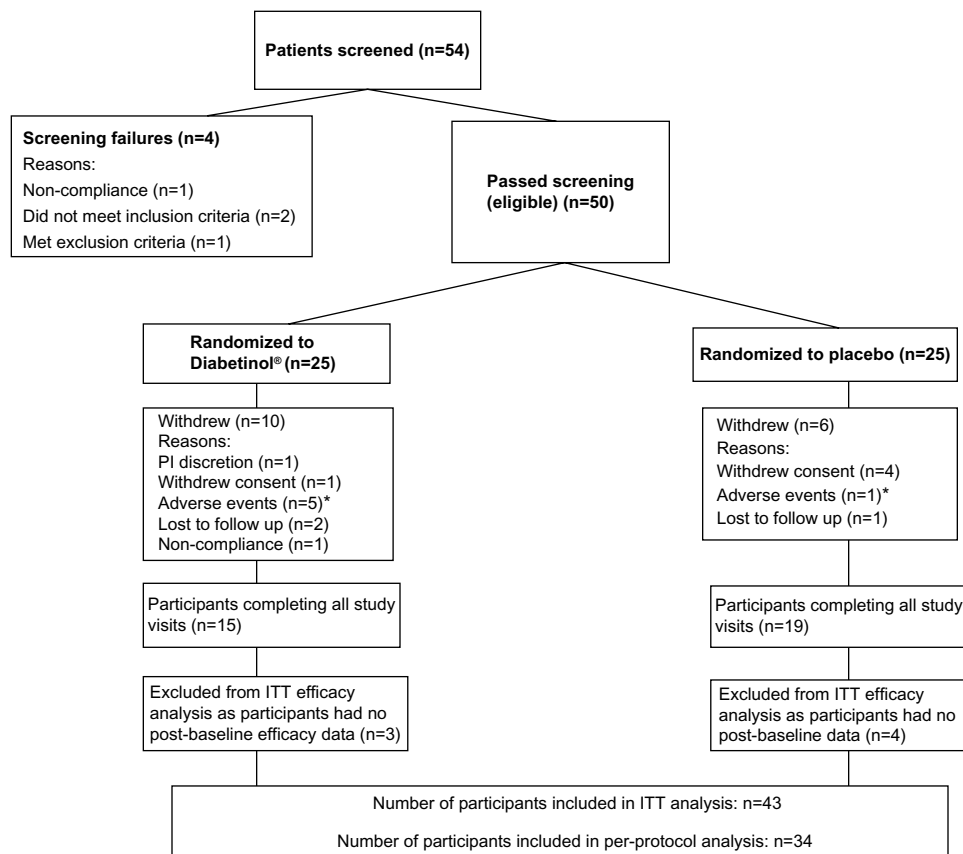 Patients screened (n=54)
Screening failures (n=4)
Reasons:
Non-compliance (n=1)
Did not meet inclusion criteria (n=2)
Met exclusion criteria (n=1)
Passed screening
(eligible) (n=50)
Randomized to
Diabetinol® (n=25)
Randomized to placebo (n=25)
Withdrew (n=10)
Reasons:
PI discretion (n=1)
Withdrew consent (n=1)
Adverse events (n=5)*
Lost to follow up (n=2)
Non-compliance (n=1)
Withdrew (n=6)
Reasons:
Withdrew consent (n=4)
Adverse events (n=1)*
Lost to follow up (n=1)
Participants completing all study
visits (n=15)
Participants completing all study
visits (n=19)
Excluded from ITT efficacy
analysis as participants had no
post-baseline efficacy data (n=3)
Excluded from ITT efficacy
analysis as participants had no
post-baseline data (n=4)
Number of participants included in ITT analysis: n=43
Number of participants included in per-protocol analysis: n=34